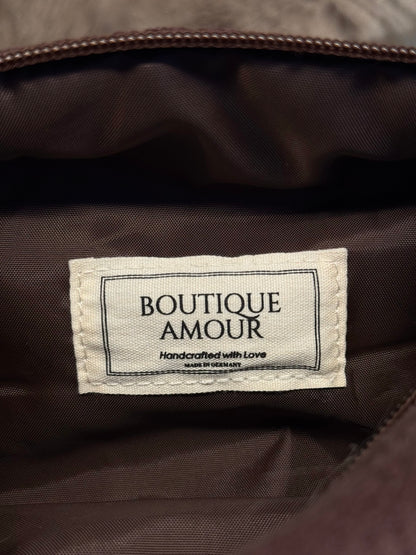 BOUTIQUE
AMOUR
Handcrafted with Love
MADE IN GERMANY